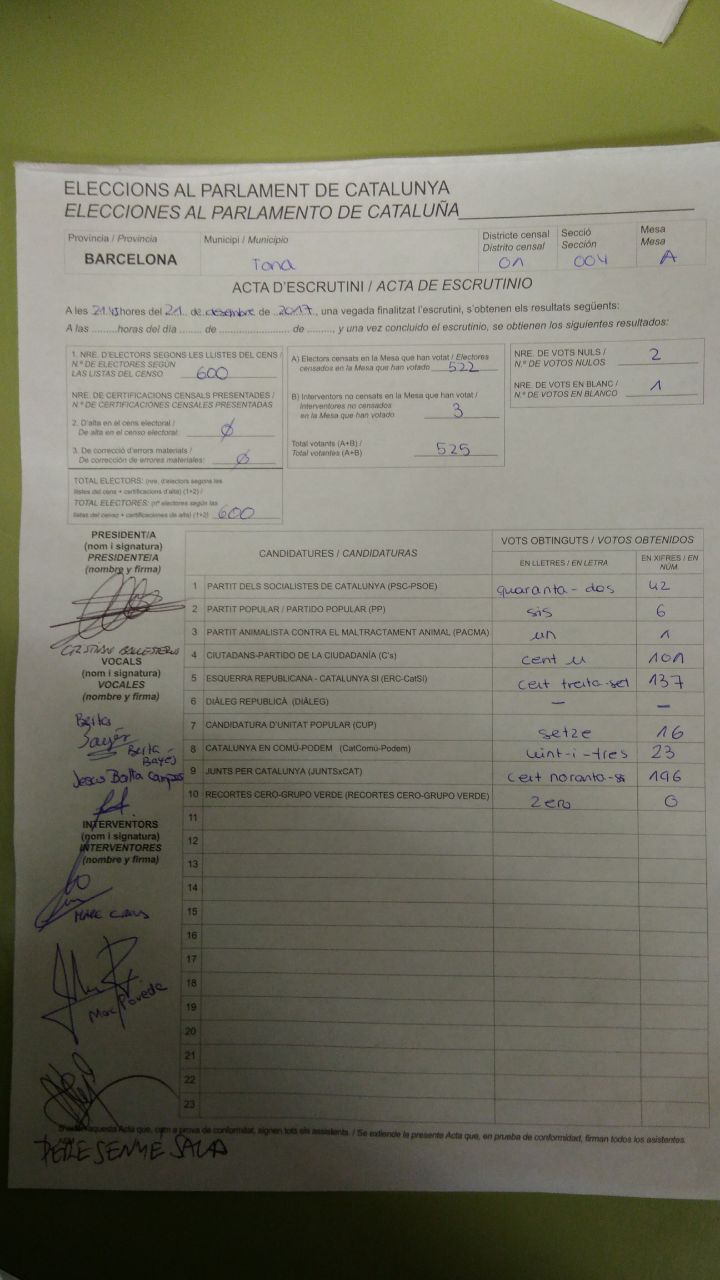 ELECCIONS AL PARLAMENT DE CATALUNYA
ELECCIONES AL PARLAMENTO DE CATALUÑA
Província / Provincia
BARCELONA
Municipi / Municipio
Tona
Districte censal
Distrito censal
01
Secció
Sección
004
Mesa
Mesa
A
ACTA D'ESCRUTINI / ACTA DE ESCRUTINIO
A les 21.45 hores del 21 de desembre de 2017, una vegada finalitzat l'escrutini, s'obtenen els resultats següents:
A las ........horas del día ....... de ...................... de ........, y una vez concluido el escrutinio, se obtienen los siguientes resultados:
1. NRE. D'ELECTORS SEGONS LES LLISTES DEL CENS /
N.º DE ELECTORES SEGÚN
LAS LISTAS DEL CENSO 600
NRE. DE CERTIFICACIONS CENSALS PRESENTADES /
N.º DE CERTIFICACIONES CENSALES PRESENTADAS
2. D'alta en el cens electoral /
De alta en el censo electoral: Ø
3. De correcció d'errors materials /
De corrección de errores materiales: Ø
TOTAL ELECTORS: (nre. d'electors segons les
llistes del cens + certificacions d'alta) (1+2) /
TOTAL ELECTORES: (nº electores según las
listas del censo + certificaciones de alta) (1+2) 600
A) Electors censats en la Mesa que han votat / Electores
censados en la Mesa que han votado 522
B) Interventors no censats en la Mesa que han votat /
Interventores no censados
en la Mesa que han votado 3
Total votants (A+B) /
Total votantes (A+B) 525
NRE. DE VOTS NULS /
N.º DE VOTOS NULOS 2
NRE. DE VOTS EN BLANC /
N.º DE VOTOS EN BLANCO 1
PRESIDENT/A
(nom i signatura)
PRESIDENTE/A
(nombre y firma)
VOCALS
(nom i signatura)
VOCALES
(nombre y firma)
Berta
Bayés
Berta
Bayés
Jesus
INTERVENTORS
(nom i signatura)
INTERVENTORES
(nombre y firma)
MARC
Marc Poveda
CANDIDATURES / CANDIDATURAS
VOTS OBTINGUTS / VOTOS OBTENIDOS
EN LLETRES / EN LETRA
EN XIFRES / EN NÚM.
1 PARTIT DELS SOCIALISTES DE CATALUNYA (PSC-PSOE) quaranta-dos 42
2 PARTIT POPULAR / PARTIDO POPULAR (PP) sis 6
3 PARTIT ANIMALISTA CONTRA EL MALTRACTAMENT ANIMAL (PACMA) un 1
4 CIUTADANS-PARTIDO DE LA CIUDADANÍA (C's) cent u 101
5 ESQUERRA REPUBLICANA - CATALUNYA SI (ERC-CatSI) cent trenta-set 137
6 DIÀLEG REPUBLICÀ (DIÀLEG) - -
7 CANDIDATURA D'UNITAT POPULAR (CUP) setze 16
8 CATALUNYA EN COMÚ-PODEM (CatComú-Podem) vint-i-tres 23
9 JUNTS PER CATALUNYA (JUNTSxCAT) cent noranta-sis 196
10 RECORTES CERO-GRUPO VERDE (RECORTES CERO-GRUPO VERDE) zero 0
11
12
13
14
15
16
17
18
19
20
21
22
23
aquesta Acta que, com a prova de conformitat, signen tots els assistents. / Se extiende la presente Acta que, en prueba de conformidad, firman todos los asistentes.